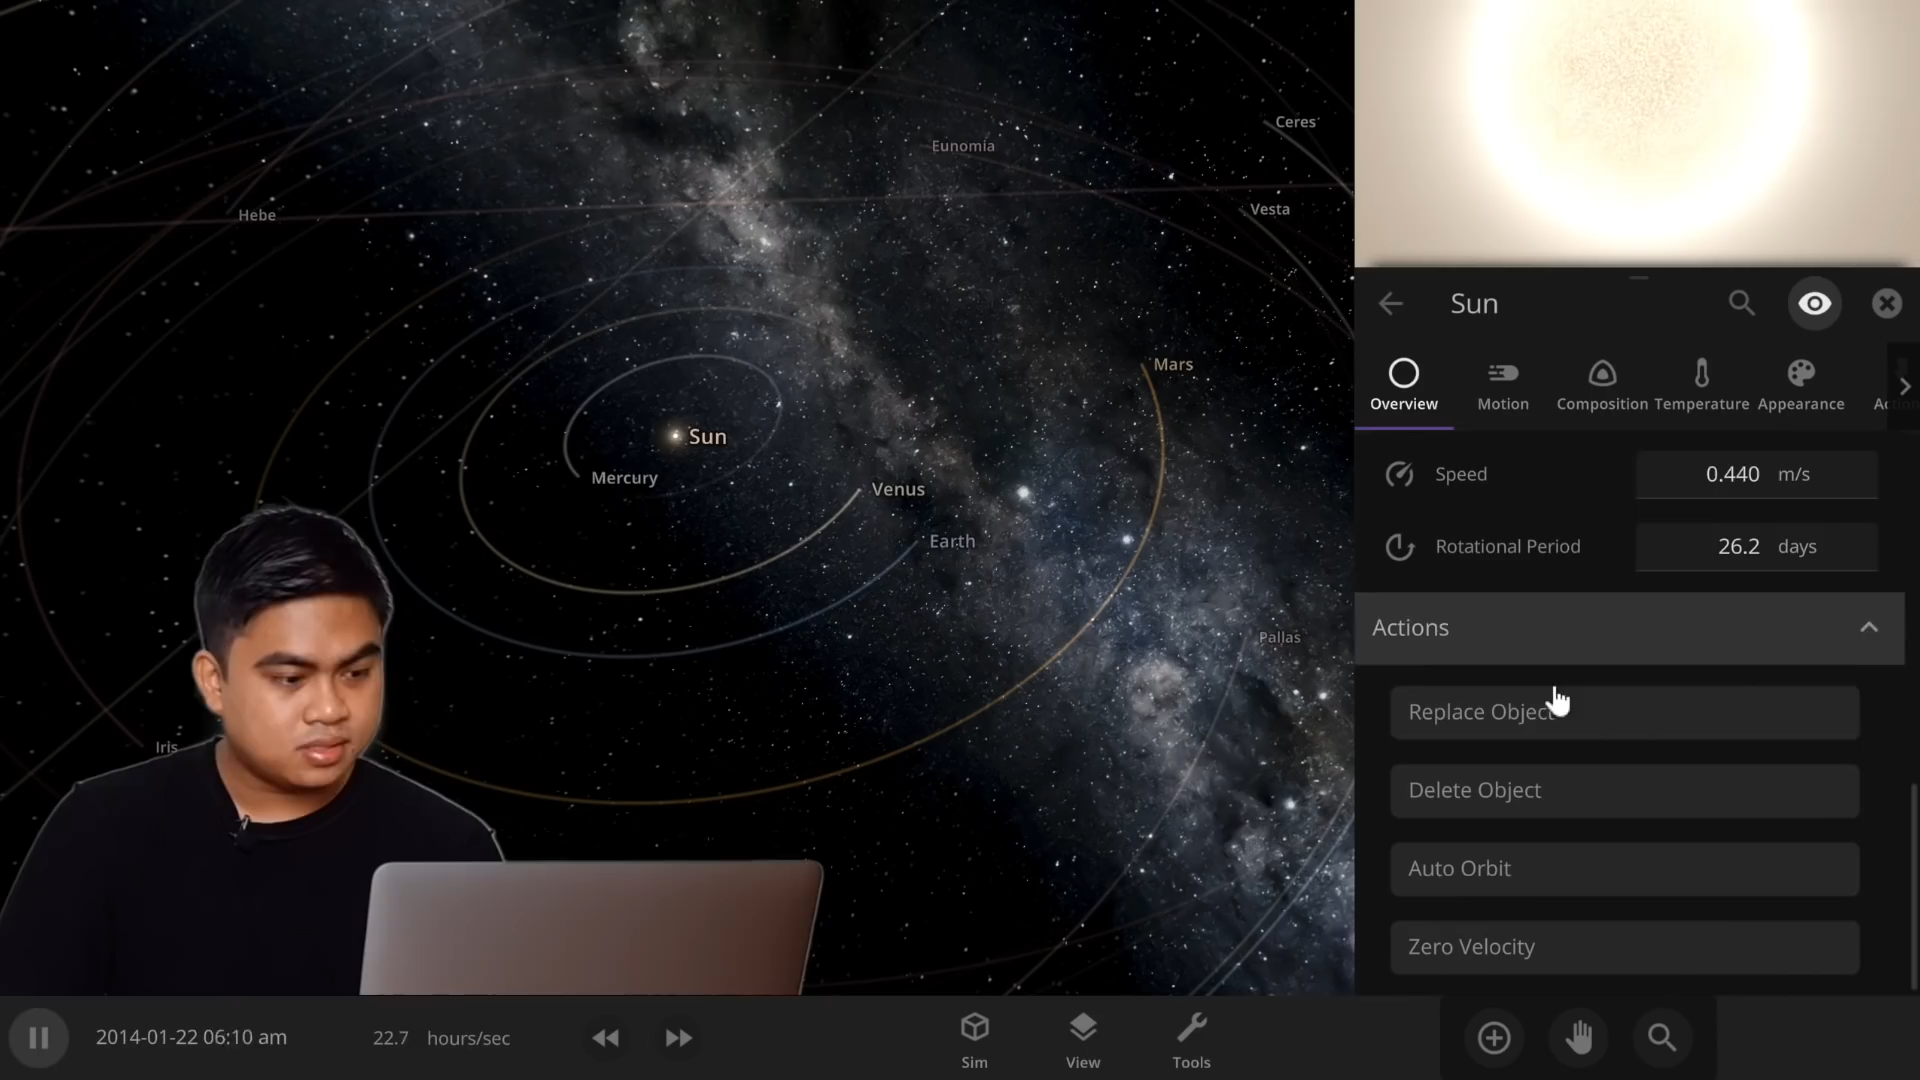 Ceres
Eunomia
Hebe
Vesta
Mars
Sun
Mercury
Venus
Earth
Pallas
Iris
Sun
Overview
Motion
Composition
Temperature
Appearance
Speed 0.440 m/s
Rotational Period 26.2 days
Actions
Replace Object
Delete Object
Auto Orbit
Zero Velocity
2014-01-22 06:10 am
22.7 hours/sec
Sim
View
Tools